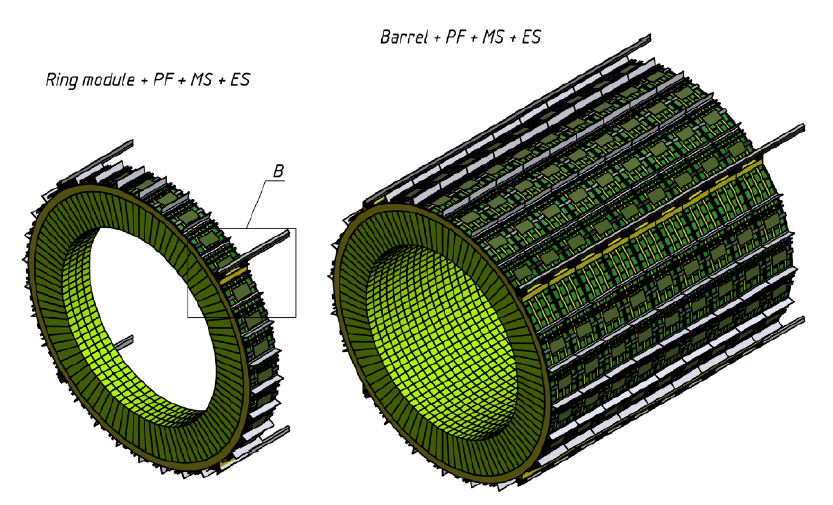 Barrel + PF + MS + ES
Ring module + PF + MS + ES
B